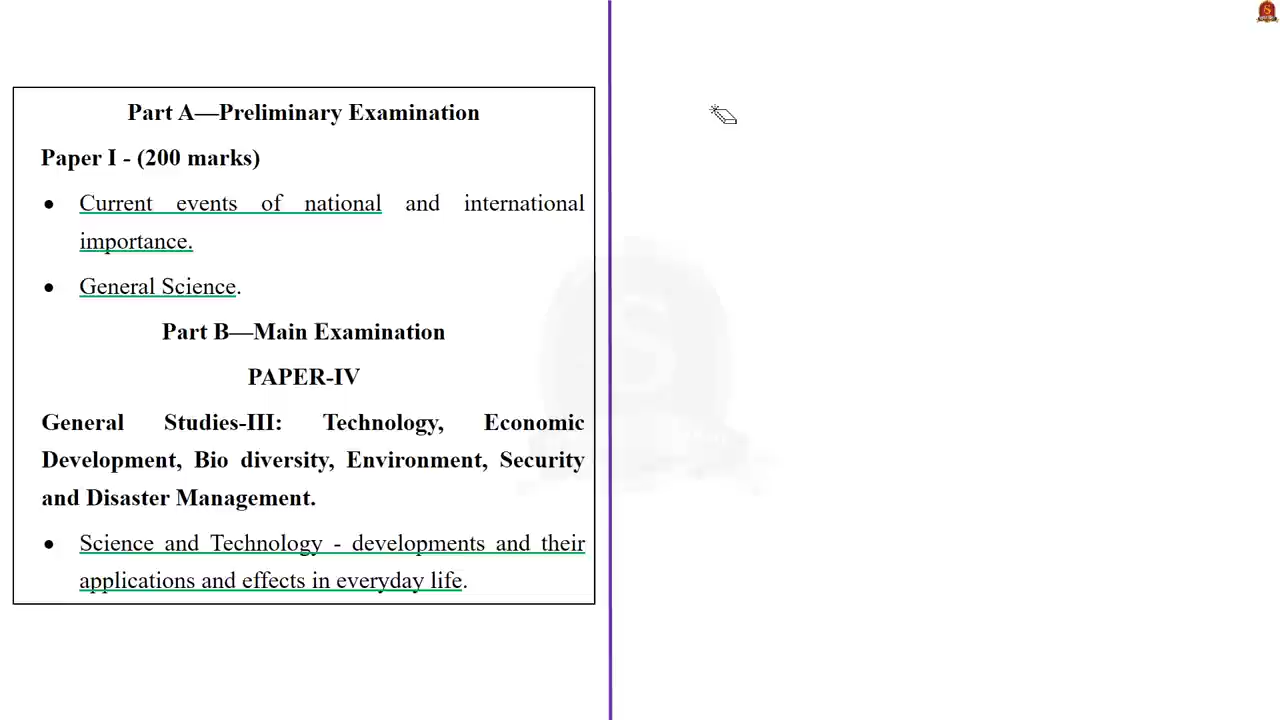 Part A—Preliminary Examination
Paper I - (200 marks)
• Current events of national and international
importance.
• General Science.
Part B—Main Examination
PAPER-IV
General Studies-III: Technology, Economic
Development, Bio diversity, Environment, Security
and Disaster Management.
• Science and Technology - developments and their
applications and effects in everyday life.